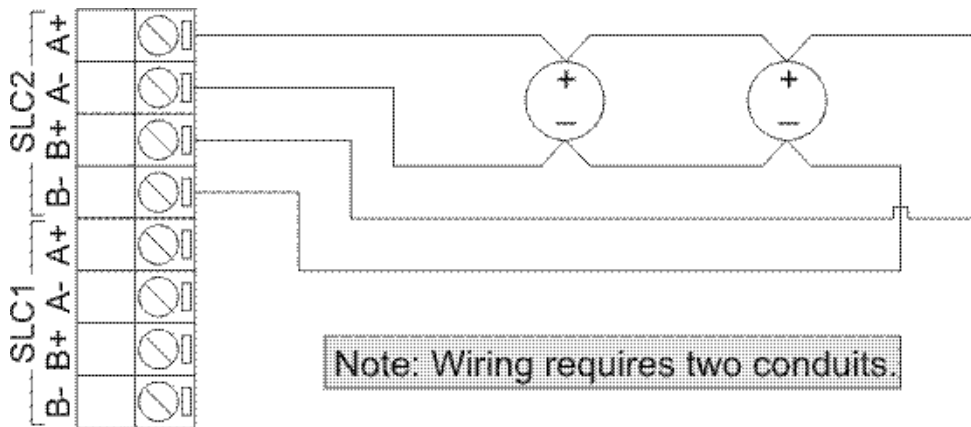 SLC2
A+
A-
B+
B-
SLC1
A+
A-
B+
B-
+
−
+
−
Note: Wiring requires two conduits.